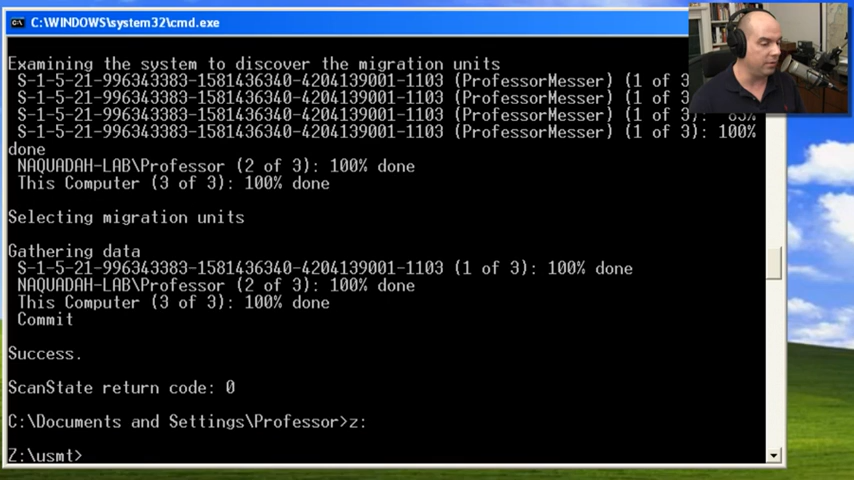 C:\WINDOWS\system32\cmd.exe
Examining the system to discover the migration units
S-1-5-21-996343383-1581436340-4204139001-1103 (ProfessorMesser) (1 of 3
S-1-5-21-996343383-1581436340-4204139001-1103 (ProfessorMesser) (1 of 3
S-1-5-21-996343383-1581436340-4204139001-1103 (ProfessorMesser) (1 of 3): 83%
S-1-5-21-996343383-1581436340-4204139001-1103 (ProfessorMesser) (1 of 3): 100%
done
NAQUADAH-LAB\Professor (2 of 3): 100% done
This Computer (3 of 3): 100% done
Selecting migration units
Gathering data
S-1-5-21-996343383-1581436340-4204139001-1103 (1 of 3): 100% done
NAQUADAH-LAB\Professor (2 of 3): 100% done
This Computer (3 of 3): 100% done
Commit
Success.
ScanState return code: 0
C:\Documents and Settings\Professor>z:
Z:\usmt>